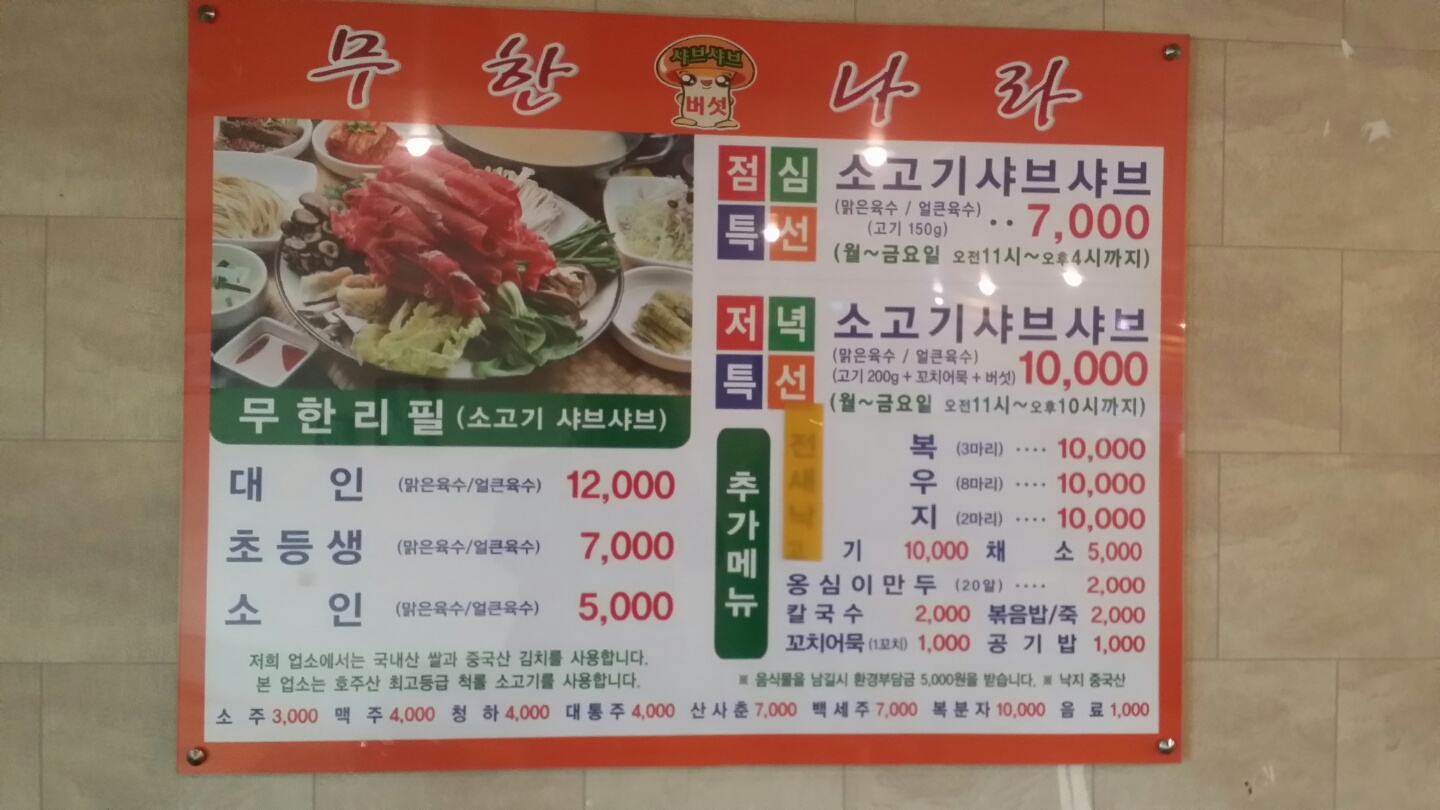 무한 샤브샤브 버섯 나라
무한리필 (소고기 샤브샤브)
대인 (맑은육수/얼큰육수) 12,000
초등생 (맑은육수/얼큰육수) 7,000
소인 (맑은육수/얼큰육수) 5,000
저희 업소에서는 국내산 쌀과 중국산 김치를 사용합니다.
본 업소는 호주산 최고등급 척롤 소고기를 사용합니다.
점심특선
소고기샤브샤브
(맑은육수 / 얼큰육수)
(고기 150g) ·· 7,000
(월~금요일 오전11시~오후4시까지)
저녁특선
소고기샤브샤브
(맑은육수 / 얼큰육수)
(고기 200g + 꼬치어묵 + 버섯) 10,000
(월~금요일 오전11시~오후10시까지)
추가메뉴
전복 (3마리) ···· 10,000
새우 (8마리) ···· 10,000
낙지 (2마리) ···· 10,000
고기 10,000 채소 5,000
옹심이만두 (20알) ···· 2,000
칼국수 2,000 볶음밥/죽 2,000
꼬치어묵 (1꼬치) 1,000 공기밥 1,000
※ 음식물을 남길시 환경부담금 5,000원을 받습니다. ※ 낙지 중국산
소주 3,000 맥주 4,000 청하 4,000 대통주 4,000 산사춘 7,000 백세주 7,000 복분자 10,000 음료 1,000